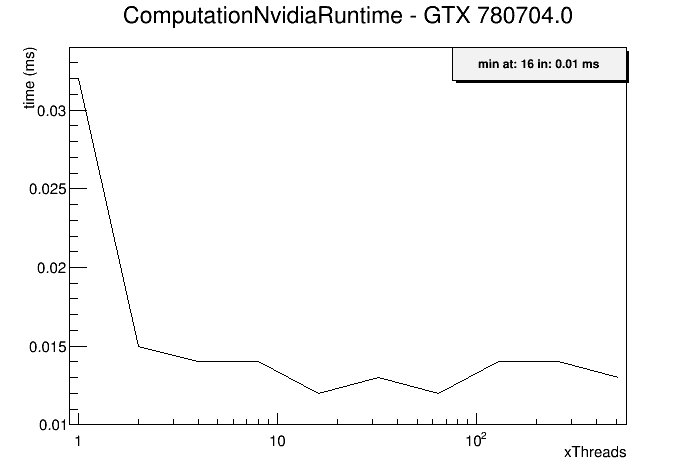 ComputationNvidiaRuntime - GTX 780704.0
min at: 16 in: 0.01 ms
time (ms)
0.03
0.025
0.02
0.015
0.01
1 10 10²
xThreads